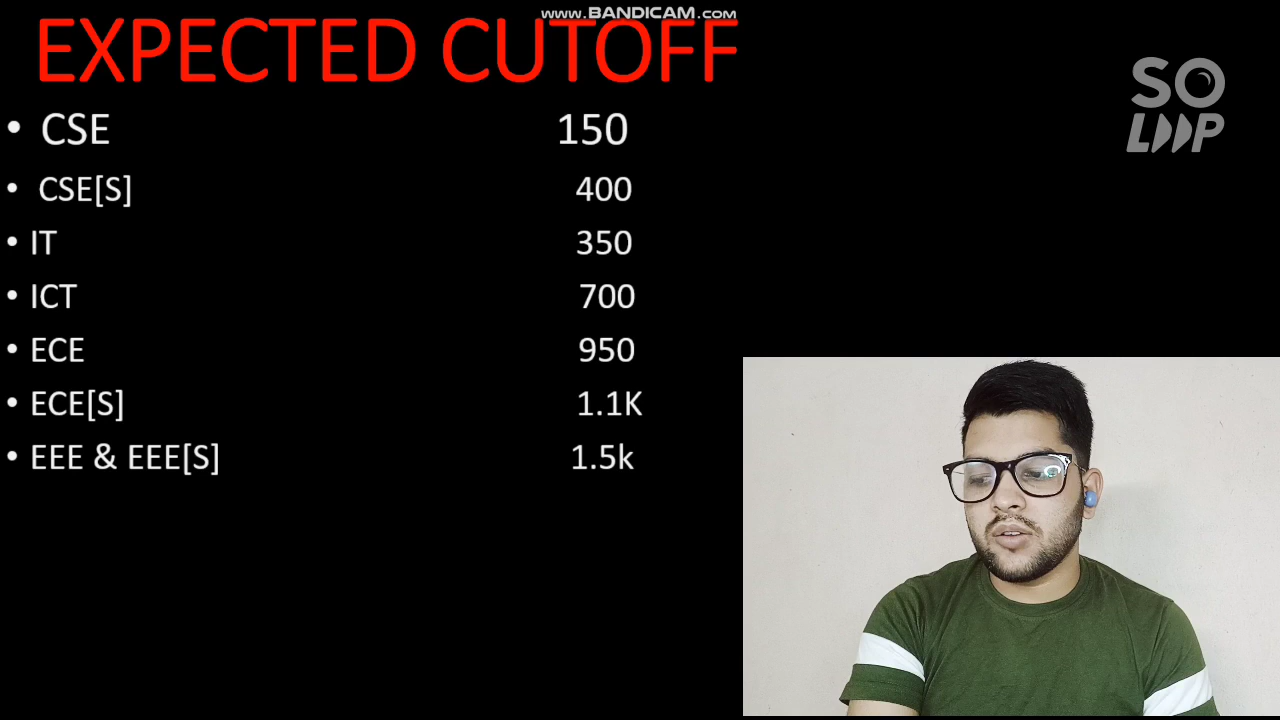 www.BANDICAM.com
EXPECTED CUTOFF
• CSE 150
• CSE[S] 400
• IT 350
• ICT 700
• ECE 950
• ECE[S] 1.1K
• EEE & EEE[S] 1.5k
SO
LOOP